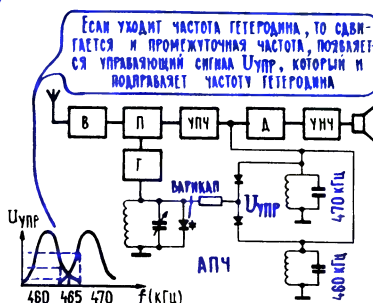 Если уходит частота гетеродина, то сдви-
гается и промежуточная частота, появляет-
ся управляющий сигнал Uупр, который и
подправляет частоту гетеродина
В П УПЧ Д УНЧ
Г
ВАРИКАП
Uупр
470 кГц
Uупр
АПЧ
460 кГц
460 465 470 f(кГц)